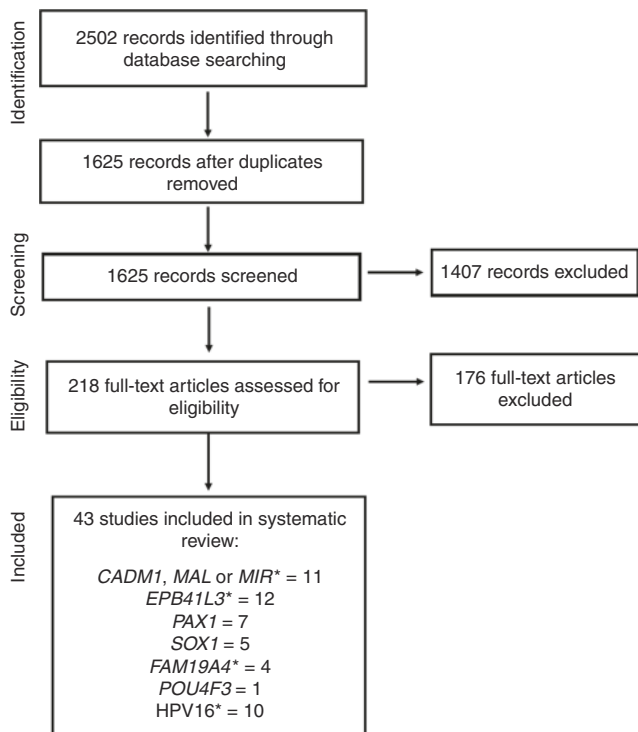 Identification
2502 records identified through
database searching
1625 records after duplicates
removed
Screening
1625 records screened
1407 records excluded
Eligibility
218 full-text articles assessed for
eligibility
176 full-text articles
excluded
Included
43 studies included in systematic
review:
CADM1, MAL or MIR* = 11
EPB41L3* = 12
PAX1 = 7
SOX1 = 5
FAM19A4* = 4
POU4F3 = 1
HPV16* = 10